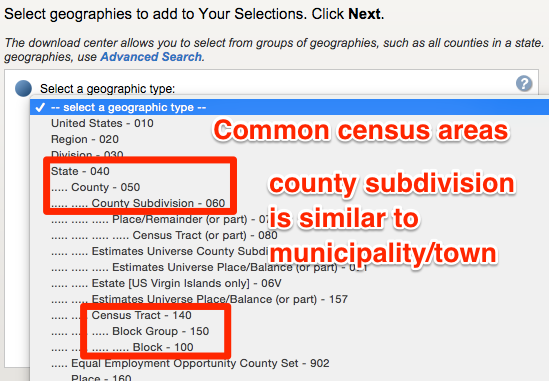 Select geographies to add to Your Selections. Click Next.
The download center allows you to select from groups of geographies, such as all counties in a state.
geographies, use Advanced Search.
Select a geographic type:
?
✓ -- select a geographic type --
United States - 010
Region - 020
Division - 030
State - 040
..... County - 050
..... ..... County Subdivision - 060
..... ..... ..... Place/Remainder (or part) - 07
..... ..... ..... ..... Census Tract (or part) - 080
..... ..... Estimates Universe County Subdi
..... ..... ..... Estimates Universe Place/Balance (or part) - 071
..... ..... Estate [US Virgin Islands only] - 06V
..... ..... Estimates Universe Place/Balance (or part) - 157
..... ..... Census Tract - 140
..... ..... ..... Block Group - 150
..... ..... ..... ..... Block - 100
..... Equal Employment Opportunity County Set - 902
..... Place - 160
Common census areas
county subdivision
is similar to
municipality/town